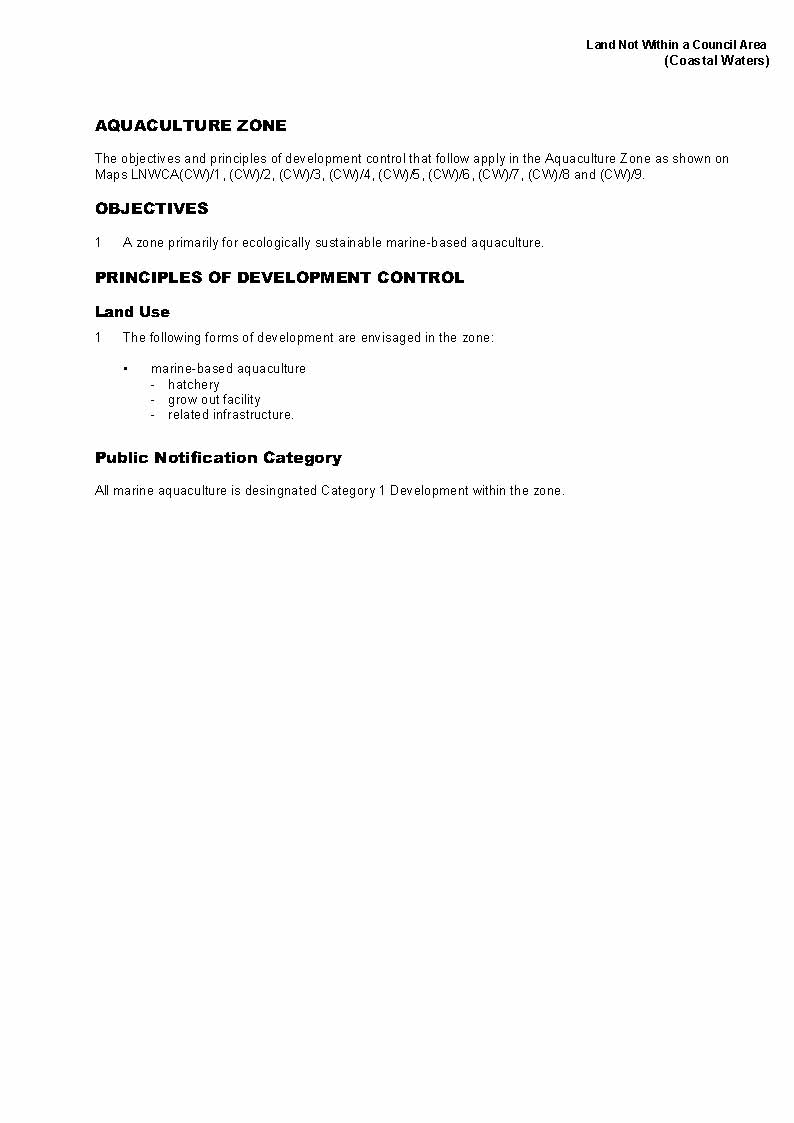 Land Not Within a Council Area
(Coastal Waters)
AQUACULTURE ZONE
The objectives and principles of development control that follow apply in the Aquaculture Zone as shown on
Maps LNWCA(CW)/1, (CW)/2, (CW)/3, (CW)/4, (CW)/5, (CW)/6, (CW)/7, (CW)/8 and (CW)/9.
OBJECTIVES
1 A zone primarily for ecologically sustainable marine-based aquaculture.
PRINCIPLES OF DEVELOPMENT CONTROL
Land Use
1 The following forms of development are envisaged in the zone:
• marine-based aquaculture
- hatchery
- grow out facility
- related infrastructure.
Public Notification Category
All marine aquaculture is desingnated Category 1 Development within the zone.